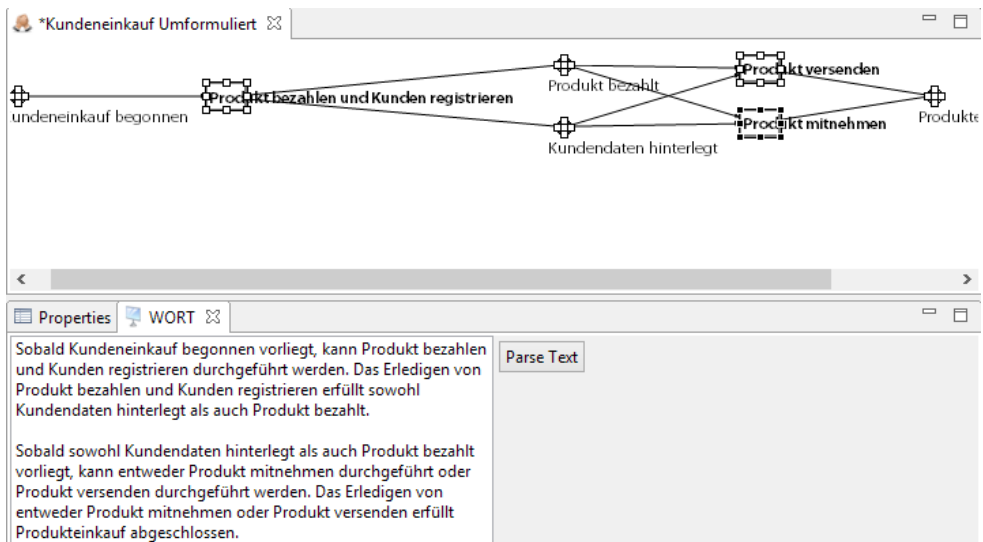 *Kundeneinkauf Umformuliert
Produkt bezahlt
Produkt versenden
Produkt bezahlen und Kunden registrieren
undeneinkauf begonnen
Produkte
Produkt mitnehmen
Kundendaten hinterlegt
Properties
WORT
Sobald Kundeneinkauf begonnen vorliegt, kann Produkt bezahlen
und Kunden registrieren durchgeführt werden. Das Erledigen von
Produkt bezahlen und Kunden registrieren erfüllt sowohl
Kundendaten hinterlegt als auch Produkt bezahlt.
Sobald sowohl Kundendaten hinterlegt als auch Produkt bezahlt
vorliegt, kann entweder Produkt mitnehmen durchgeführt oder
Produkt versenden durchgeführt werden. Das Erledigen von
entweder Produkt mitnehmen oder Produkt versenden erfüllt
Produkteinkauf abgeschlossen.
Parse Text